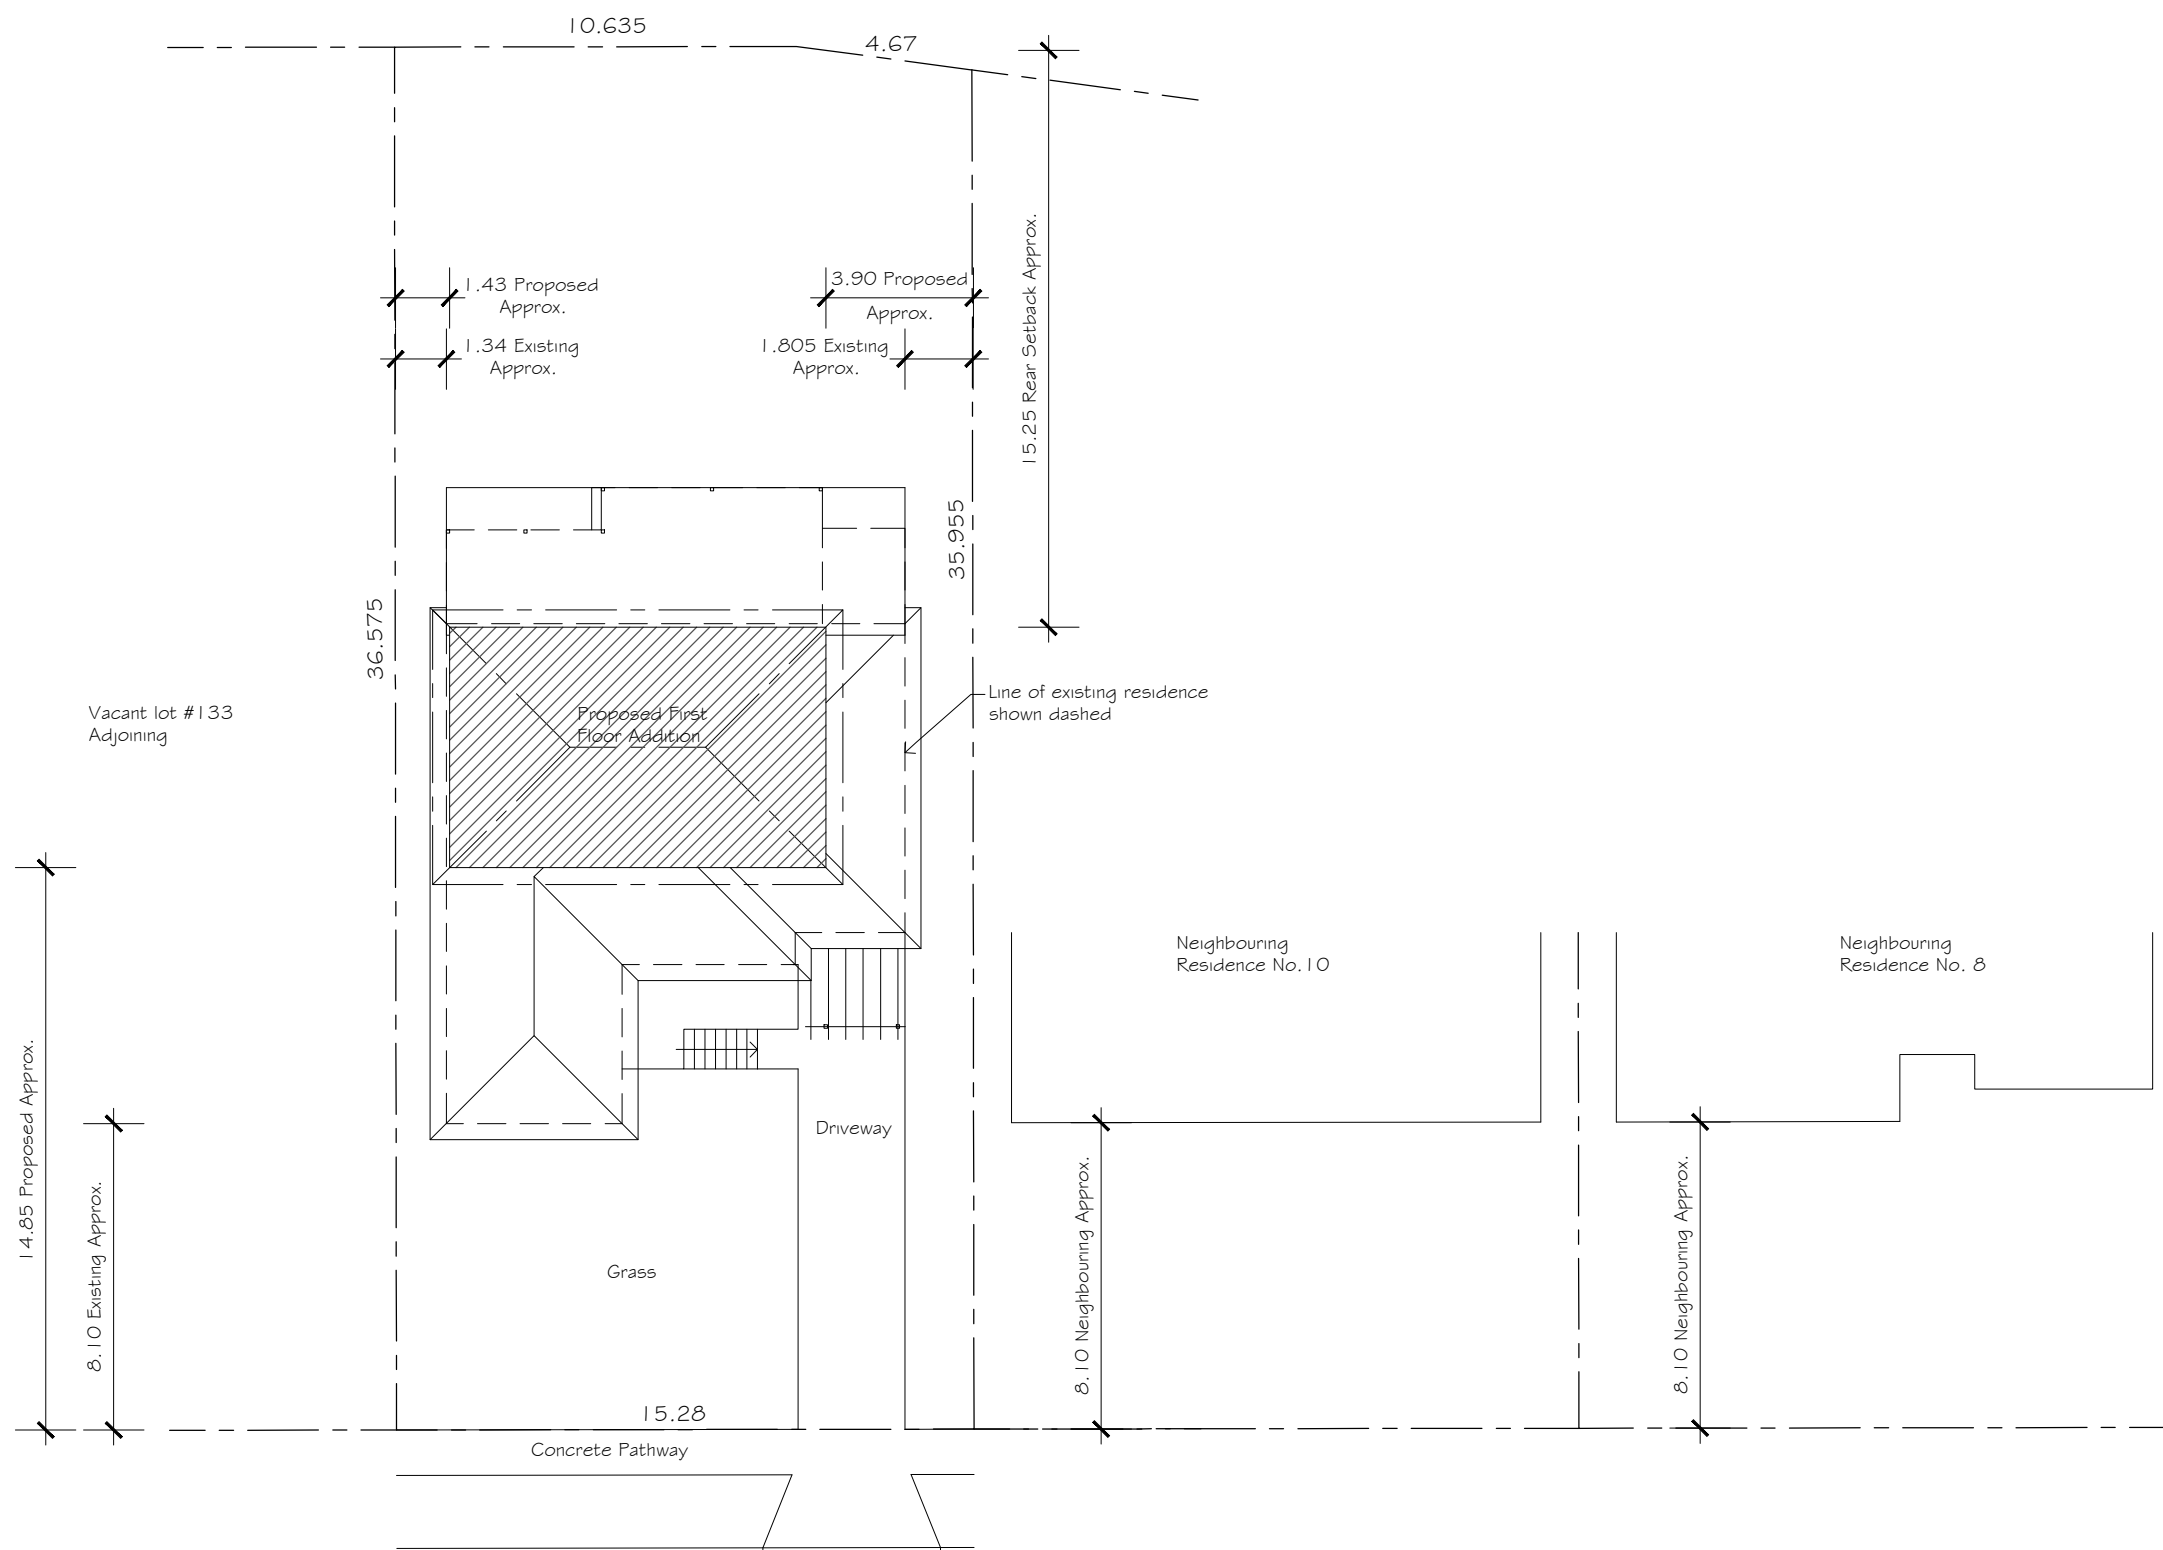 10.635
4.67
1.43 Proposed
Approx.
3.90 Proposed
Approx.
1.34 Existing
Approx.
1.805 Existing
Approx.
15.25 Rear Setback Approx.
35.955
36.575
Line of existing residence
shown dashed
Vacant lot #133
Adjoining
Proposed First
Floor Addition
Neighbouring
Residence No.10
Neighbouring
Residence No. 8
14.85 Proposed Approx.
8.10 Existing Approx.
Driveway
8.10 Neighbouring Approx.
8.10 Neighbouring Approx.
Grass
15.28
Concrete Pathway